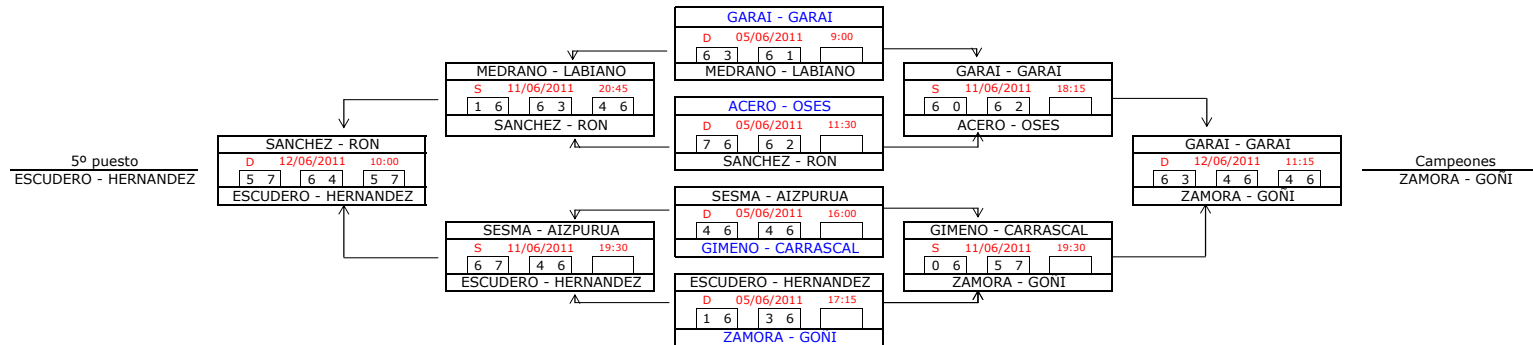 GARAI - GARAI
D 05/06/2011 9:00
6 3 6 1
MEDRANO - LABIANO
MEDRANO - LABIANO
S 11/06/2011 20:45
1 6 6 3 4 6
SANCHEZ - RON
GARAI - GARAI
S 11/06/2011 18:15
6 0 6 2
ACERO - OSES
ACERO - OSES
D 05/06/2011 11:30
7 6 6 2
SANCHEZ - RON
5º puesto
ESCUDERO - HERNANDEZ
SANCHEZ - RON
D 12/06/2011 10:00
5 7 6 4 5 7
ESCUDERO - HERNANDEZ
GARAI - GARAI
D 12/06/2011 11:15
6 3 4 6 4 6
ZAMORA - GOÑI
Campeones
ZAMORA - GOÑI
SESMA - AIZPURUA
D 05/06/2011 16:00
4 6 4 6
GIMENO - CARRASCAL
SESMA - AIZPURUA
S 11/06/2011 19:30
6 7 4 6
ESCUDERO - HERNANDEZ
GIMENO - CARRASCAL
S 11/06/2011 19:30
0 6 5 7
ZAMORA - GOÑI
ESCUDERO - HERNANDEZ
D 05/06/2011 17:15
1 6 3 6
ZAMORA - GOÑI